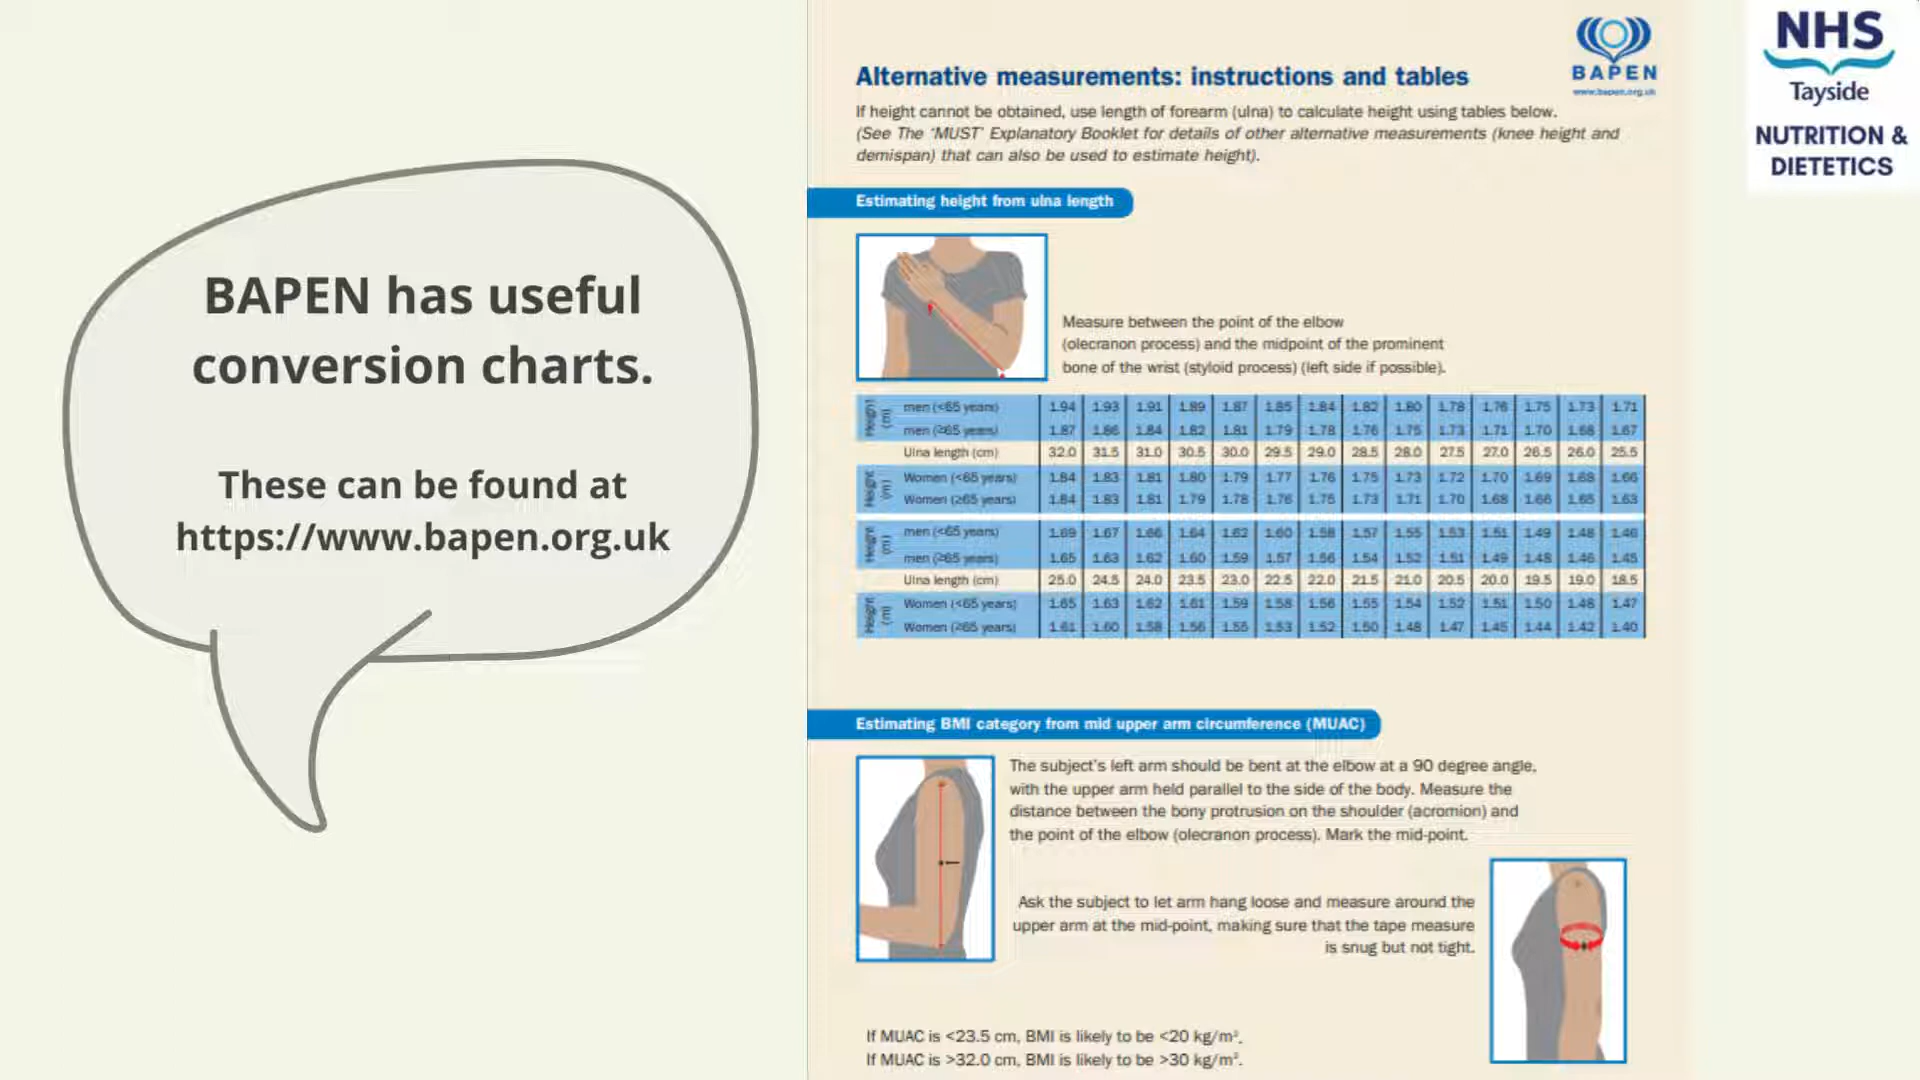 BAPEN has useful
conversion charts.
These can be found at
https://www.bapen.org.uk
BAPEN
www.bapen.org.uk
NHS
Tayside
NUTRITION &
DIETETICS
Alternative measurements: instructions and tables
If height cannot be obtained, use length of forearm (ulna) to calculate height using tables below.
(See The 'MUST' Explanatory Booklet for details of other alternative measurements (knee height and
demispan) that can also be used to estimate height).
Estimating height from ulna length
Measure between the point of the elbow
(olecranon process) and the midpoint of the prominent
bone of the wrist (styloid process) (left side if possible).
Height (m)
men (<65 years) 1.94 1.93 1.91 1.89 1.87 1.85 1.84 1.82 1.80 1.78 1.76 1.75 1.73 1.71
men (≥65 years) 1.87 1.86 1.84 1.82 1.81 1.79 1.78 1.76 1.75 1.73 1.71 1.70 1.68 1.67
Ulna length (cm) 32.0 31.5 31.0 30.5 30.0 29.5 29.0 28.5 28.0 27.5 27.0 26.5 26.0 25.5
Height (m)
Women (<65 years) 1.84 1.83 1.81 1.80 1.79 1.77 1.76 1.75 1.73 1.72 1.70 1.69 1.68 1.66
Women (≥65 years) 1.84 1.83 1.81 1.79 1.78 1.76 1.75 1.73 1.71 1.70 1.68 1.66 1.65 1.63
Height (m)
men (<65 years) 1.69 1.67 1.66 1.64 1.62 1.60 1.58 1.57 1.55 1.53 1.51 1.49 1.48 1.46
men (≥65 years) 1.65 1.63 1.62 1.60 1.59 1.57 1.56 1.54 1.52 1.51 1.49 1.48 1.46 1.45
Ulna length (cm) 25.0 24.5 24.0 23.5 23.0 22.5 22.0 21.5 21.0 20.5 20.0 19.5 19.0 18.5
Height (m)
Women (<65 years) 1.65 1.63 1.62 1.61 1.59 1.58 1.56 1.55 1.54 1.52 1.51 1.50 1.48 1.47
Women (≥65 years) 1.61 1.60 1.58 1.56 1.55 1.53 1.52 1.50 1.48 1.47 1.45 1.44 1.42 1.40
Estimating BMI category from mid upper arm circumference (MUAC)
The subject's left arm should be bent at the elbow at a 90 degree angle,
with the upper arm held parallel to the side of the body. Measure the
distance between the bony protrusion on the shoulder (acromion) and
the point of the elbow (olecranon process). Mark the mid-point.
Ask the subject to let arm hang loose and measure around the
upper arm at the mid-point, making sure that the tape measure
is snug but not tight.
If MUAC is <23.5 cm, BMI is likely to be <20 kg/m².
If MUAC is >32.0 cm, BMI is likely to be >30 kg/m².